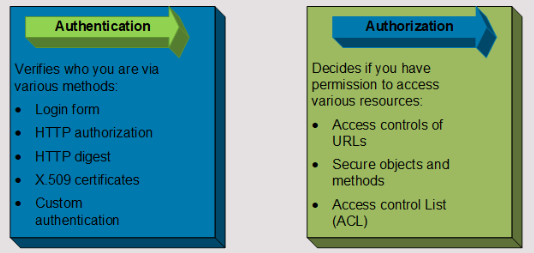 Authentication
Verifies who you are via
various methods:
• Login form
• HTTP authorization
• HTTP digest
• X.509 certificates
• Custom
authentication
Authorization
Decides if you have
permission to access
various resources:
• Access controls of
URLs
• Secure objects and
methods
• Access control List
(ACL)